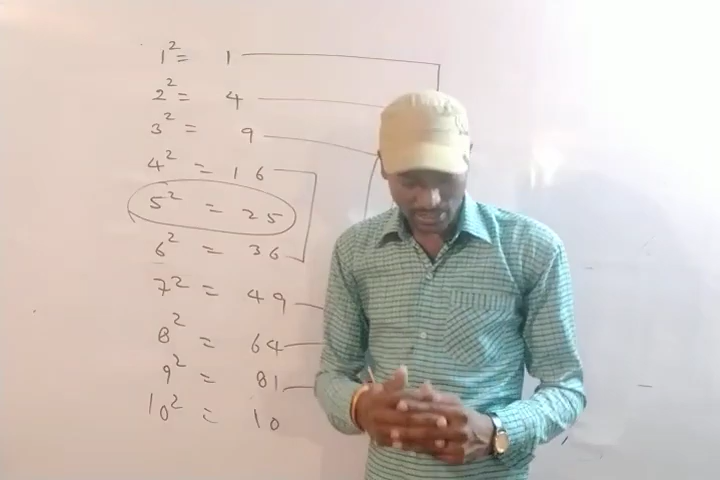 1² = 1
2² = 4
3² = 9
4² = 16
5² = 25
6² = 36
7² = 49
8² = 64
9² = 81
10² = 10